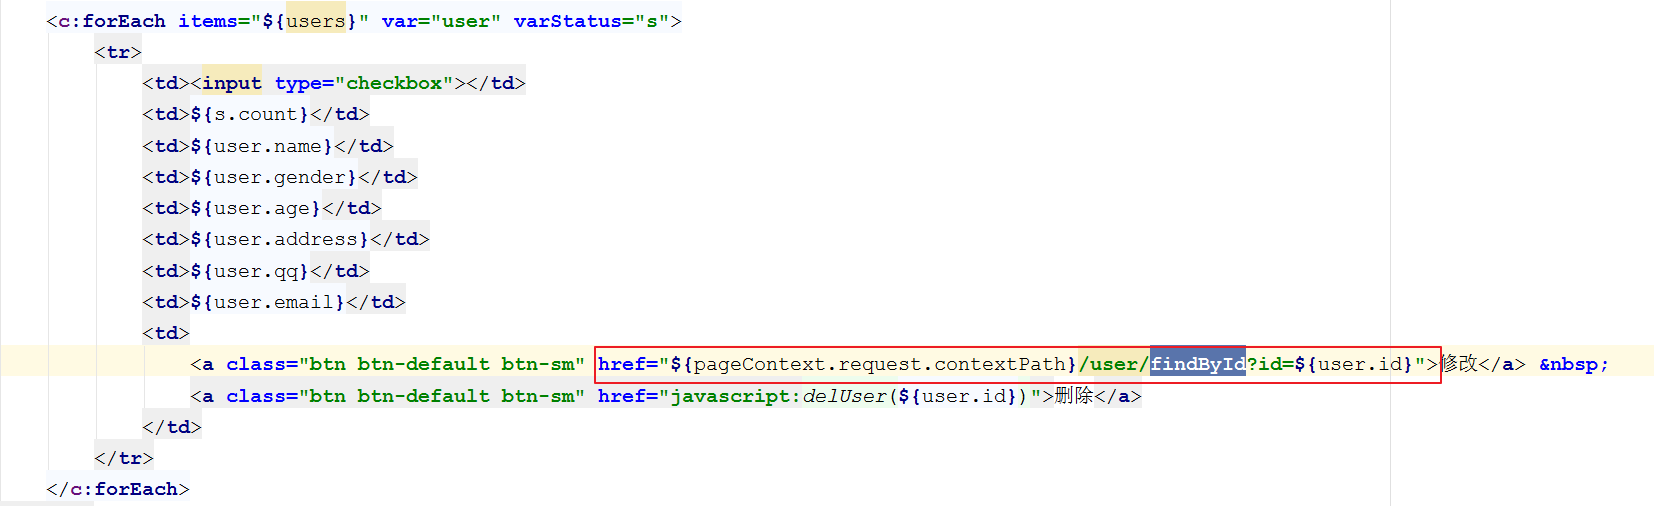 <c:forEach items="${users}" var="user" varStatus="s">
<tr>
<td><input type="checkbox"></td>
<td>${s.count}</td>
<td>${user.name}</td>
<td>${user.gender}</td>
<td>${user.age}</td>
<td>${user.address}</td>
<td>${user.qq}</td>
<td>${user.email}</td>
<td>
<a class="btn btn-default btn-sm" href="${pageContext.request.contextPath}/user/findById?id=${user.id}">修改</a> &nbsp;
<a class="btn btn-default btn-sm" href="javascript:delUser(${user.id})">删除</a>
</td>
</tr>
</c:forEach>